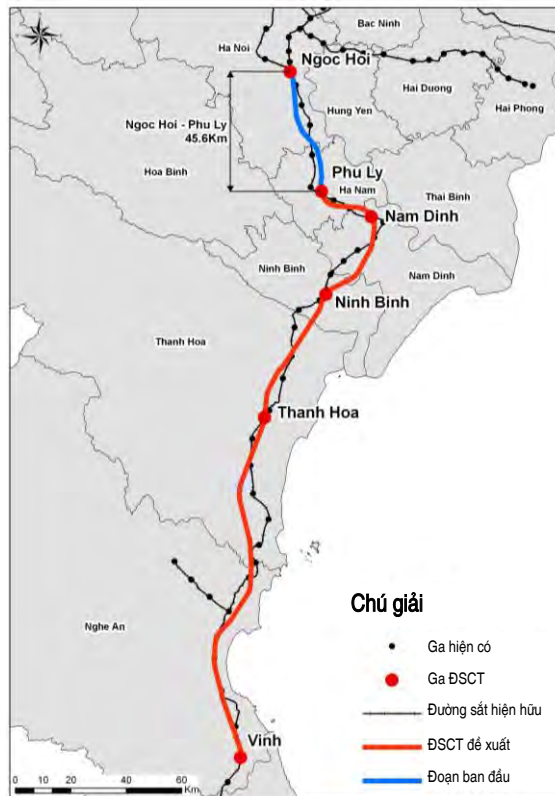 Bac Ninh
Ha Noi
Ngoc Hoi
Hai Duong
Hai Phong
Hung Yen
Ngoc Hoi - Phu Ly
45.6Km
Hoa Binh
Phu Ly
Ha Nam
Thai Binh
Nam Dinh
Ninh Binh
Nam Dinh
Ninh Binh
Thanh Hoa
Thanh Hoa
Chú giải
Nghe An
Ga hiện có
Ga ĐSCT
Đường sắt hiện hữu
ĐSCT đề xuất
Đoạn ban đầu
Vinh
0 10 20 40 60
Km